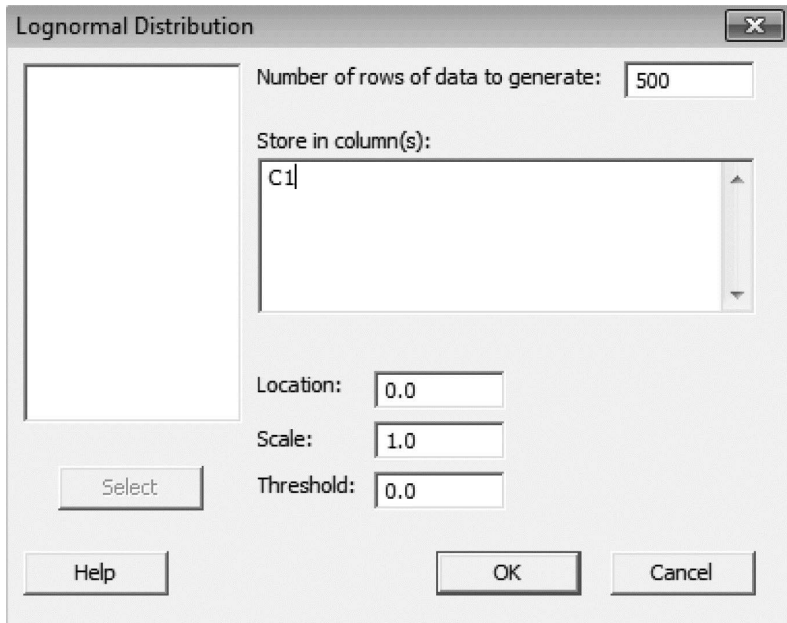 Lognormal Distribution
Number of rows of data to generate: 500
Store in column(s):
C1
Location: 0.0
Scale: 1.0
Threshold: 0.0
Select
Help OK Cancel